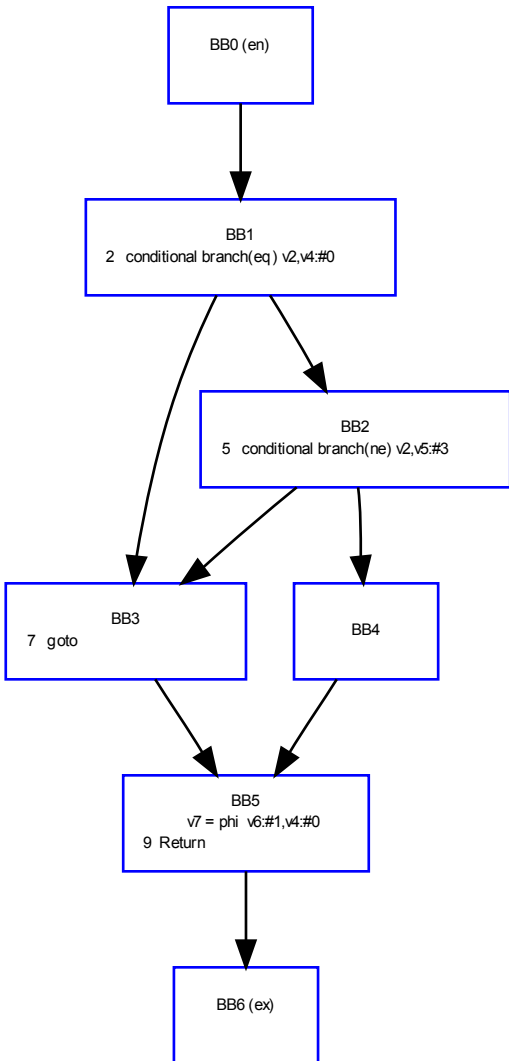 BB0 (en)
BB1
2 conditional branch(eq) v2,v4:#0
BB2
5 conditional branch(ne) v2,v5:#3
BB3
7 goto
BB4
BB5
v7 = phi v6:#1,v4:#0
9 Return
BB6 (ex)